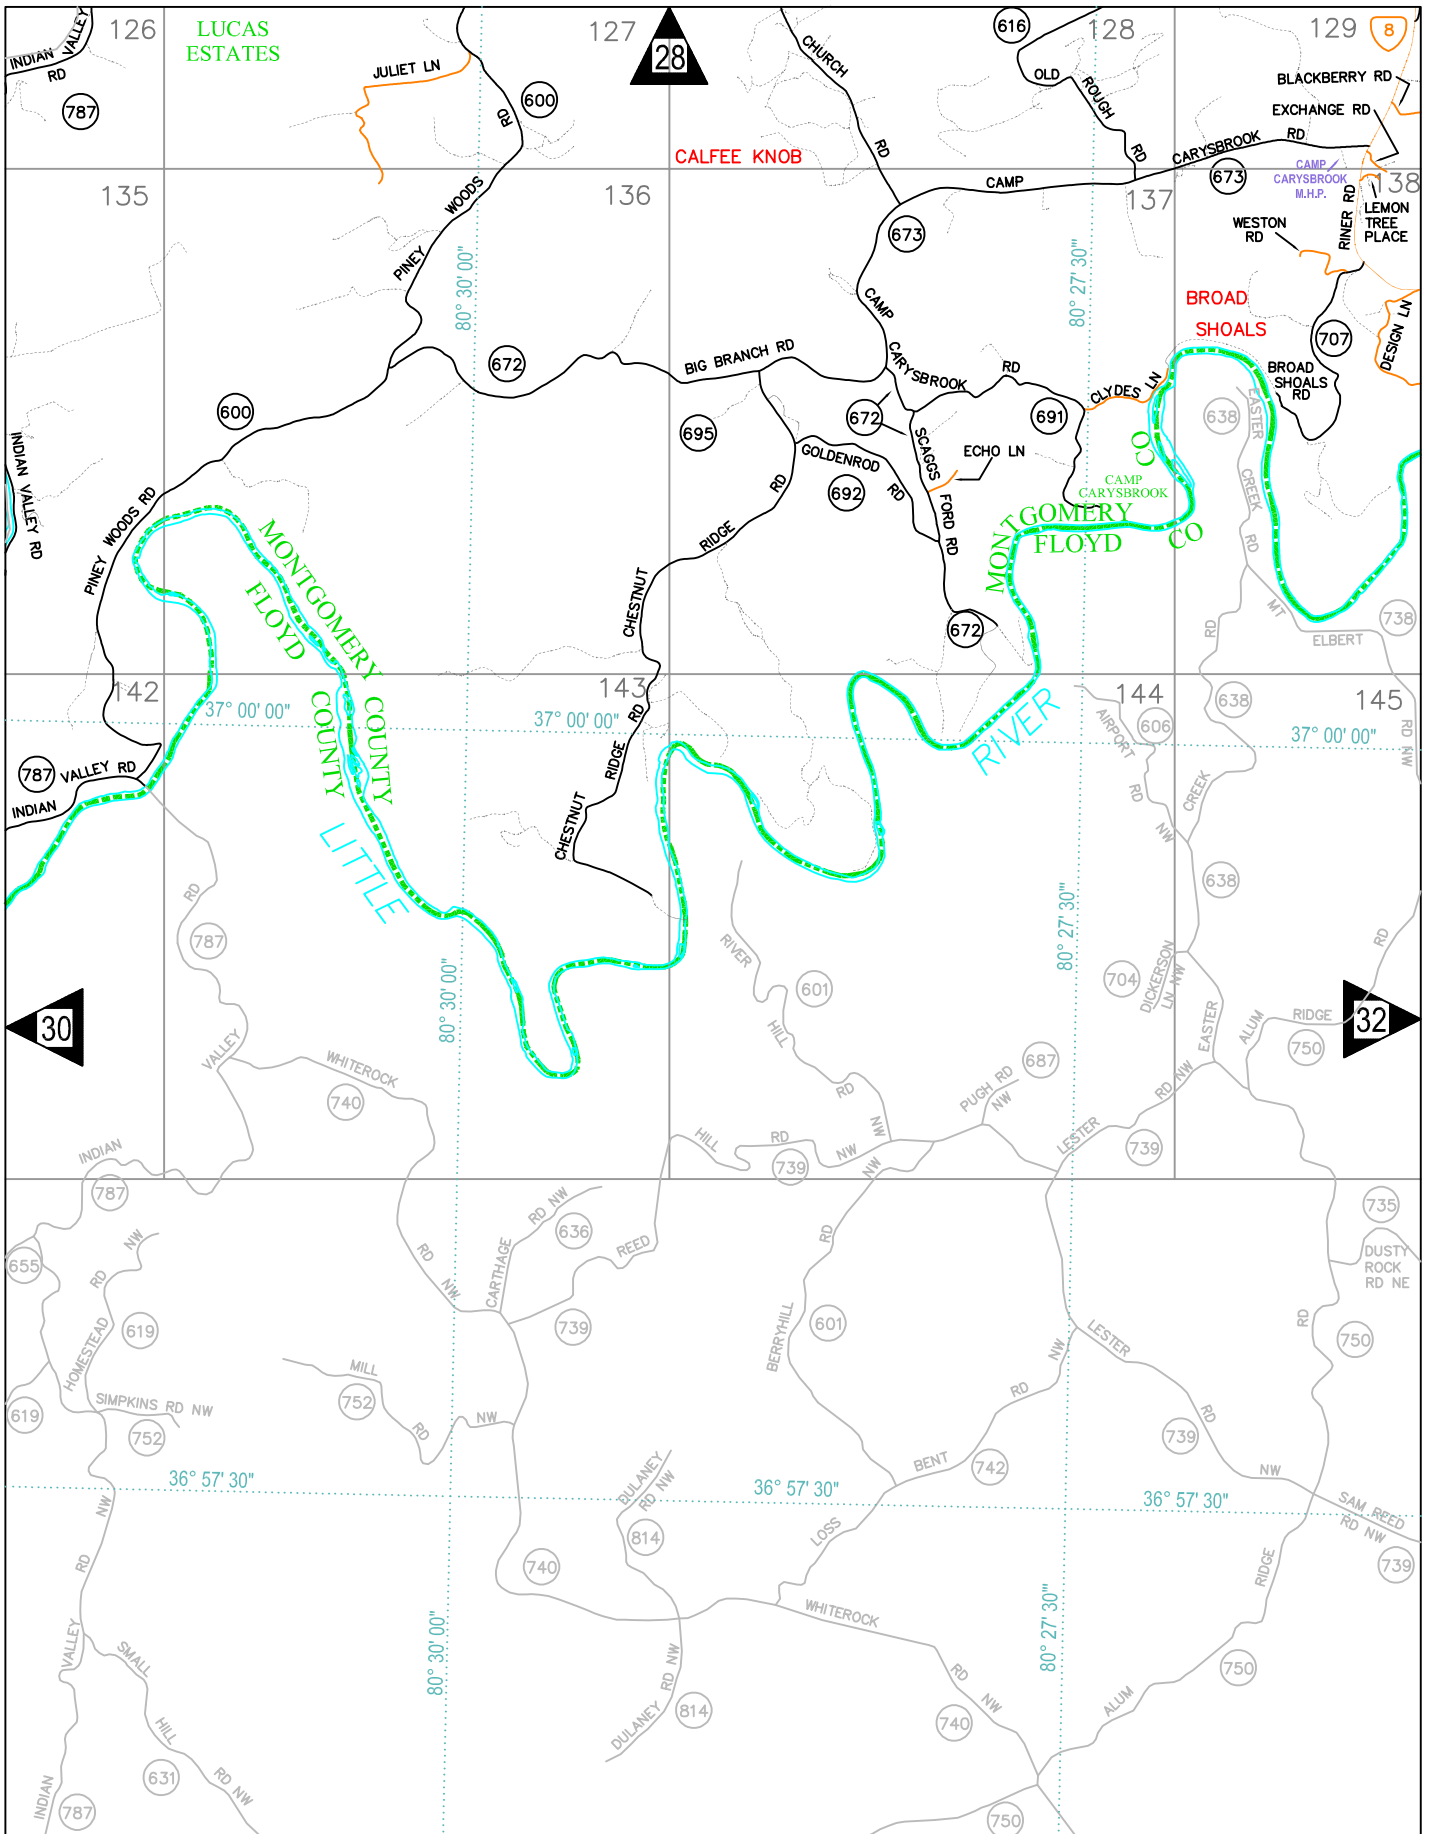 126
LUCAS
ESTATES
127
28
616
128
129
8
INDIAN VALLEY
RD
787
JULIET LN
600
RD
CHURCH
RD
OLD
ROUGH
RD
BLACKBERRY RD
EXCHANGE RD
CALFEE KNOB
CARYSBROOK
RD
673
CAMP
CARYSBROOK
M.H.P.
138
135
136
WOODS
PINEY
CAMP
137
LEMON
TREE
PLACE
RINER RD
WESTON
RD
673
80° 30' 00"
80° 27' 30"
CAMP
BROAD
SHOALS
707
DESIGN LN
672
BIG BRANCH RD
CARYSBROOK
RD
CLYDES LN
BROAD
SHOALS
RD
600
672
691
638
EASTER
695
SCAGGS
ECHO LN
CO
INDIAN VALLEY RD
GOLDENROD
RD
692
CAMP
CARYSBROOK
CREEK
RD
PINEY WOODS RD
RD
RIDGE
FORD RD
MONTGOMERY
FLOYD
CO
MONTGOMERY COUNTY
FLOYD
COUNTY
CHESTNUT
672
MT
ELBERT
738
RD
142
143
144
145
37° 00' 00"
37° 00' 00"
37° 00' 00"
638
RIVER
AIRPORT
606
RD
NW
RD NW
787
VALLEY RD
INDIAN
RD
RIDGE
CHESTNUT
CREEK
LITTLE
RD
787
638
80° 27' 30"
80° 30' 00"
RIVER
601
HILL
RD
NW
704
DICKERSON
LN NW
EASTER
RD
30
32
VALLEY
ALUM
RIDGE
750
WHITEROCK
740
PUGH RD
NW
687
RD NW
LESTER
739
INDIAN
787
HILL
RD
NW
739
NW
735
655
NW
RD
RD
NW
CARTHAGE
RD NW
636
REED
739
RD
BERRYHILL
601
DUSTY
ROCK
RD NE
619
HOMESTEAD
RD
750
LESTER
NW
RD
MILL
752
RD
NW
SIMPKINS RD NW
752
619
RD
739
NW
BENT
742
36° 57' 30"
36° 57' 30"
36° 57' 30"
DULANEY
RD NW
814
NW
RD
LOSS
SAM REED
RD NW
739
740
RIDGE
WHITEROCK
80° 30' 00"
80° 27' 30"
VALLEY
SMALL
HILL
RD NW
631
RD
NW
740
DULANEY RD NW
814
750
ALUM
INDIAN
787
750